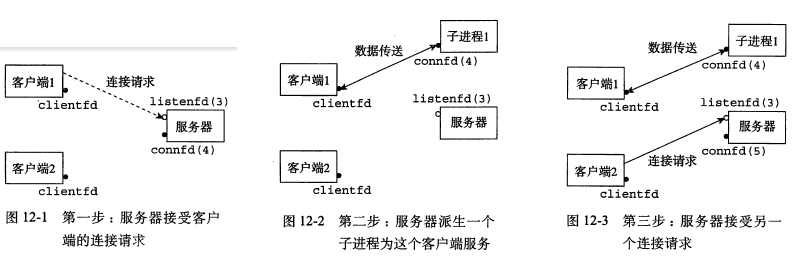 客户端1
连接请求
clientfd
listenfd(3)
服务器
connfd(4)
客户端2
clientfd
图 12-1 第一步：服务器接受客户
端的连接请求
子进程1
数据传送
connfd(4)
客户端1
clientfd
listenfd(3)
服务器
客户端2
clientfd
图 12-2 第二步：服务器派生一个
子进程为这个客户端服务
子进程1
数据传送
connfd(4)
客户端1
clientfd
listenfd(3)
服务器
连接请求
connfd(5)
客户端2
clientfd
图 12-3 第三步：服务器接受另一
个连接请求